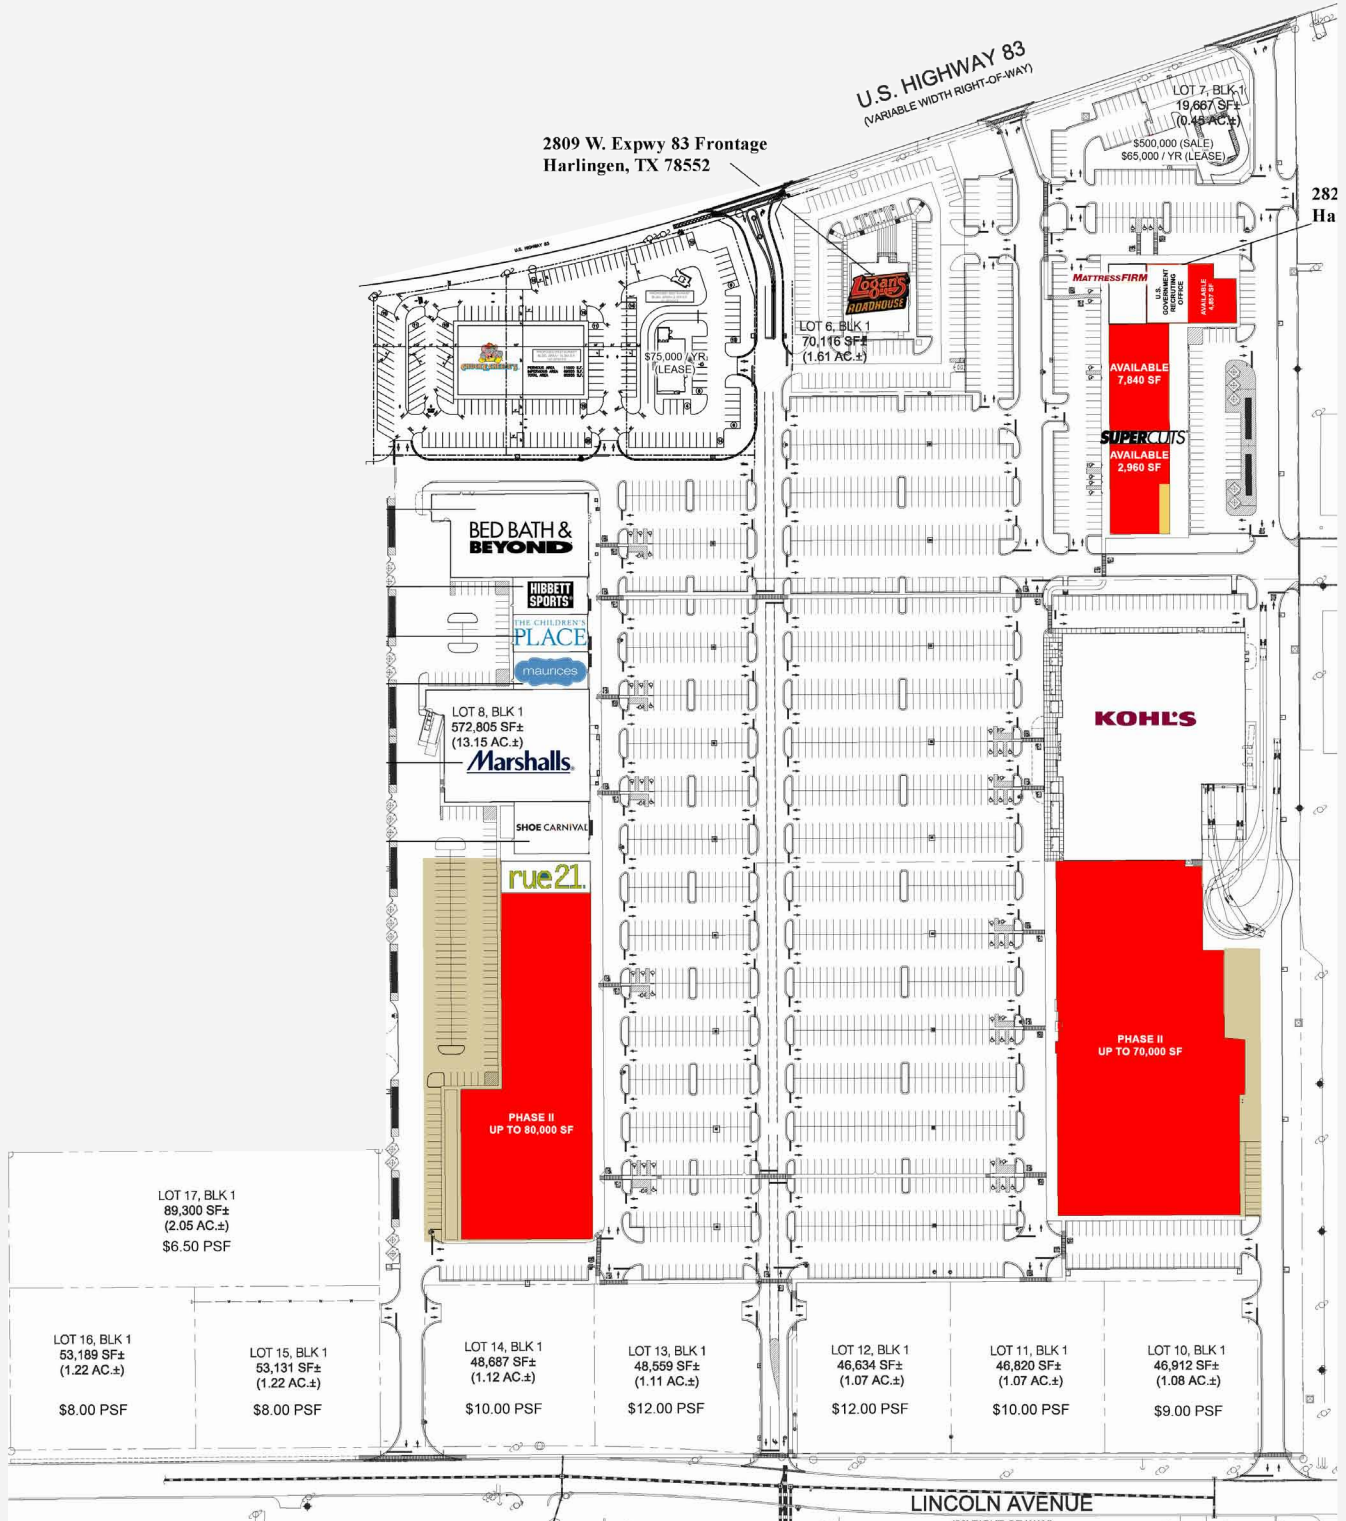 U.S. HIGHWAY 83
(VARIABLE WIDTH RIGHT-OF-WAY)
LOT 7, BLK 1
19,667 SF±
(0.45 AC.±)
$500,000 (SALE)
$65,000 / YR (LEASE)
2809 W. Expwy 83 Frontage
Harlingen, TX 78552
282
Ha
U.S. HIGHWAY 83
Logan's
ROADHOUSE
LOT 6, BLK 1
70,116 SF±
(1.61 AC.±)
MATTRESSFIRM
U.S.
GOVERNMENT
RECRUITING
OFFICE
AVAILABLE
4,857 SF
CHUCK E. CHEESE'S
$75,000 / YR
(LEASE)
AVAILABLE
7,840 SF
SUPERCUTS
AVAILABLE
2,960 SF
BED BATH &
BEYOND
HIBBETT
SPORTS
THE CHILDREN'S
PLACE
maurices
LOT 8, BLK 1
572,805 SF±
(13.15 AC.±)
Marshalls.
SHOE CARNIVAL
rue21.
KOHL'S
PHASE II
UP TO 70,000 SF
PHASE II
UP TO 80,000 SF
LOT 17, BLK 1
89,300 SF±
(2.05 AC.±)
$6.50 PSF
LOT 16, BLK 1
53,189 SF±
(1.22 AC.±)
$8.00 PSF
LOT 15, BLK 1
53,131 SF±
(1.22 AC.±)
$8.00 PSF
LOT 14, BLK 1
48,687 SF±
(1.12 AC.±)
$10.00 PSF
LOT 13, BLK 1
48,559 SF±
(1.11 AC.±)
$12.00 PSF
LOT 12, BLK 1
46,634 SF±
(1.07 AC.±)
$12.00 PSF
LOT 11, BLK 1
46,820 SF±
(1.07 AC.±)
$10.00 PSF
LOT 10, BLK 1
46,912 SF±
(1.08 AC.±)
$9.00 PSF
LINCOLN AVENUE